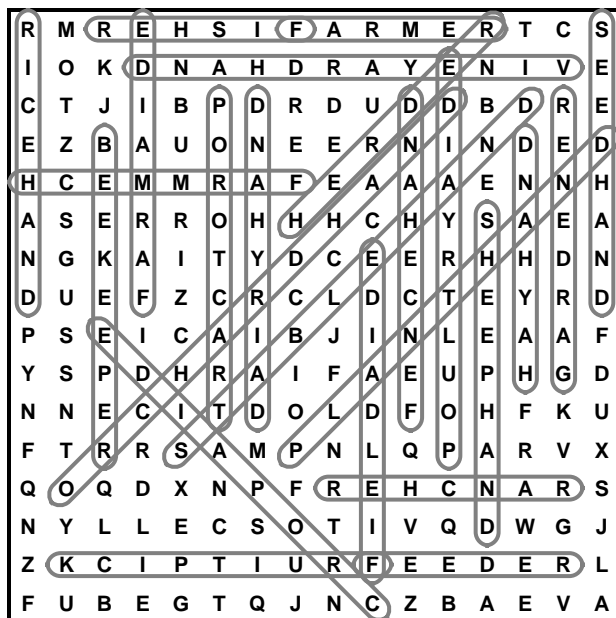 R M R E H S I F A R M E R T C S
I O K D N A H D R A Y E N I V E
C T J I B P D R D U D D B D R E
E Z B A U O N E E R N I N D E D
H C E M M R A F E A A A E N N H
A S E R R O H H H C H Y S A E A
N G K A I T Y D C E E R H H D N
D U E F Z C R C L D C T E Y R D
P S E I C A I B J I N L E A A F
Y S P D H R A I F A E U P H G D
N N E C I T D O L D F O H F K U
F T R R S A M P N L Q P A R V X
Q O Q D X N P F R E H C N A R S
N Y L L E C S O T I V Q D W G J
Z K C I P T I U R F E E D E R L
F U B E G T Q J N C Z B A E V A